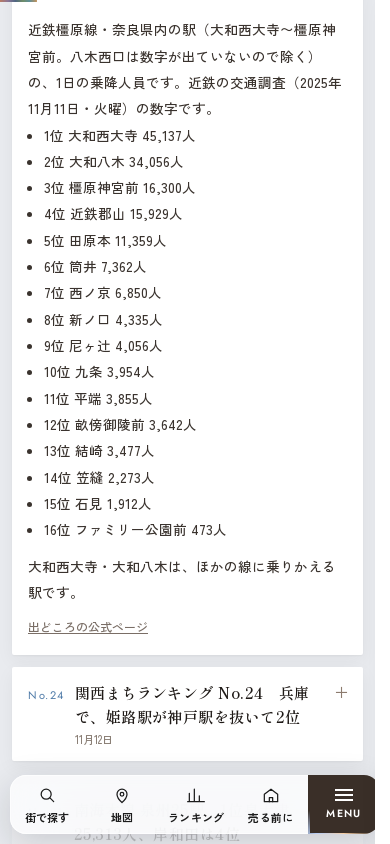 近鉄橿原線・奈良県内の駅（大和西大寺〜橿原神
宮前。八木西口は数字が出ていないので除く）
の、1日の乗降人員です。近鉄の交通調査（2025年
11月11日・火曜）の数字です。
1位 大和西大寺 45,137人
2位 大和八木 34,056人
3位 橿原神宮前 16,300人
4位 近鉄郡山 15,929人
5位 田原本 11,359人
6位 筒井 7,362人
7位 西ノ京 6,850人
8位 新ノ口 4,335人
9位 尼ヶ辻 4,056人
10位 九条 3,954人
11位 平端 3,855人
12位 畝傍御陵前 3,642人
13位 結崎 3,477人
14位 笠縫 2,273人
15位 石見 1,912人
16位 ファミリー公園前 473人
大和西大寺・大和八木は、ほかの線に乗りかえる
駅です。
出どころの公式ページ
No.24 関西まちランキング No.24　兵庫
で、姫路駅が神戸駅を抜いて2位
11月12日
街で探す 地図 ランキング 売る前に MENU